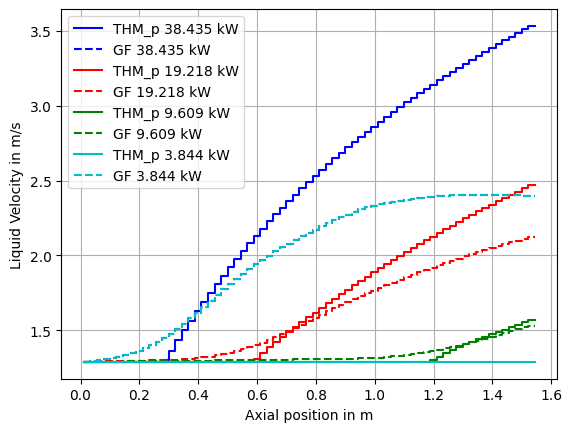 3.5
3.0
2.5
2.0
1.5
Liquid Velocity in m/s
THM_p 38.435 kW
GF 38.435 kW
THM_p 19.218 kW
GF 19.218 kW
THM_p 9.609 kW
GF 9.609 kW
THM_p 3.844 kW
GF 3.844 kW
0.0 0.2 0.4 0.6 0.8 1.0 1.2 1.4 1.6
Axial position in m